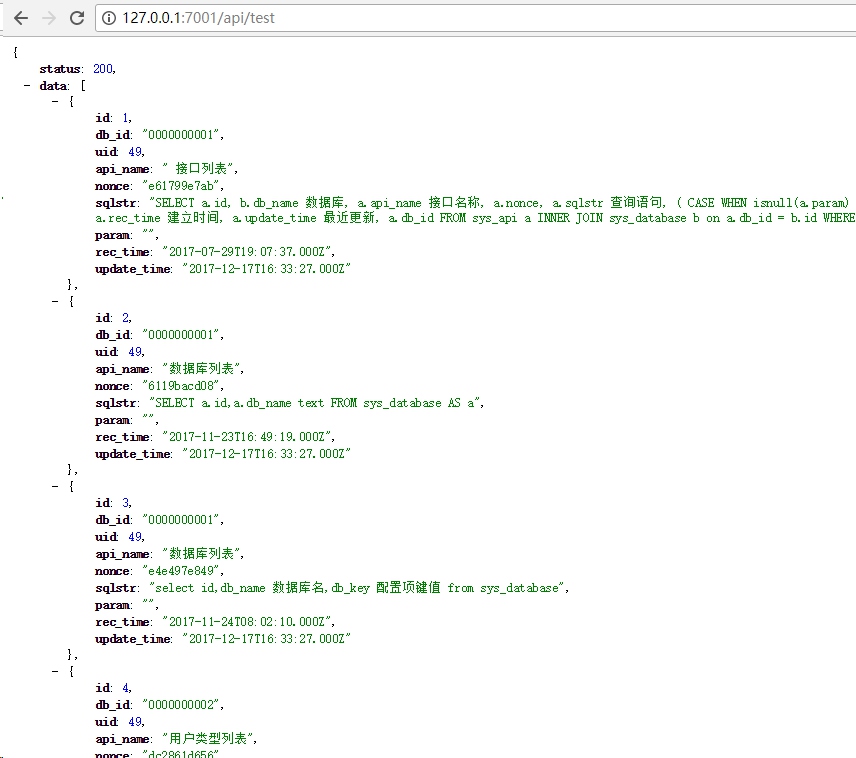 127.0.0.1:7001/api/test
{
status: 200,
- data: [
- {
id: 1,
db_id: "0000000001",
uid: 49,
api_name: " 接口列表",
nonce: "e61799e7ab",
sqlstr: "SELECT a.id, b.db_name 数据库, a.api_name 接口名称, a.nonce, a.sqlstr 查询语句, ( CASE WHEN isnull(a.param)
a.rec_time 建立时间, a.update_time 最近更新, a.db_id FROM sys_api a INNER JOIN sys_database b on a.db_id = b.id WHERE
param: "",
rec_time: "2017-07-29T19:07:37.000Z",
update_time: "2017-12-17T16:33:27.000Z"
},
- {
id: 2,
db_id: "0000000001",
uid: 49,
api_name: "数据库列表",
nonce: "6119bacd08",
sqlstr: "SELECT a.id,a.db_name text FROM sys_database AS a",
param: "",
rec_time: "2017-11-23T16:49:19.000Z",
update_time: "2017-12-17T16:33:27.000Z"
},
- {
id: 3,
db_id: "0000000001",
uid: 49,
api_name: "数据库列表",
nonce: "e4e497e849",
sqlstr: "select id,db_name 数据库名,db_key 配置项键值 from sys_database",
param: "",
rec_time: "2017-11-24T08:02:10.000Z",
update_time: "2017-12-17T16:33:27.000Z"
},
- {
id: 4,
db_id: "0000000002",
uid: 49,
api_name: "用户类型列表",
nonce: "dc2861d656"